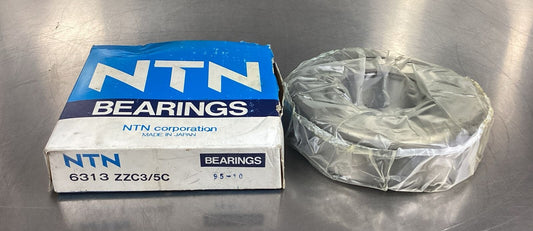 NTN
BEARINGS
NTN corporation
MADE IN JAPAN
NTN BEARINGS
6313 ZZC3/5C 95-10